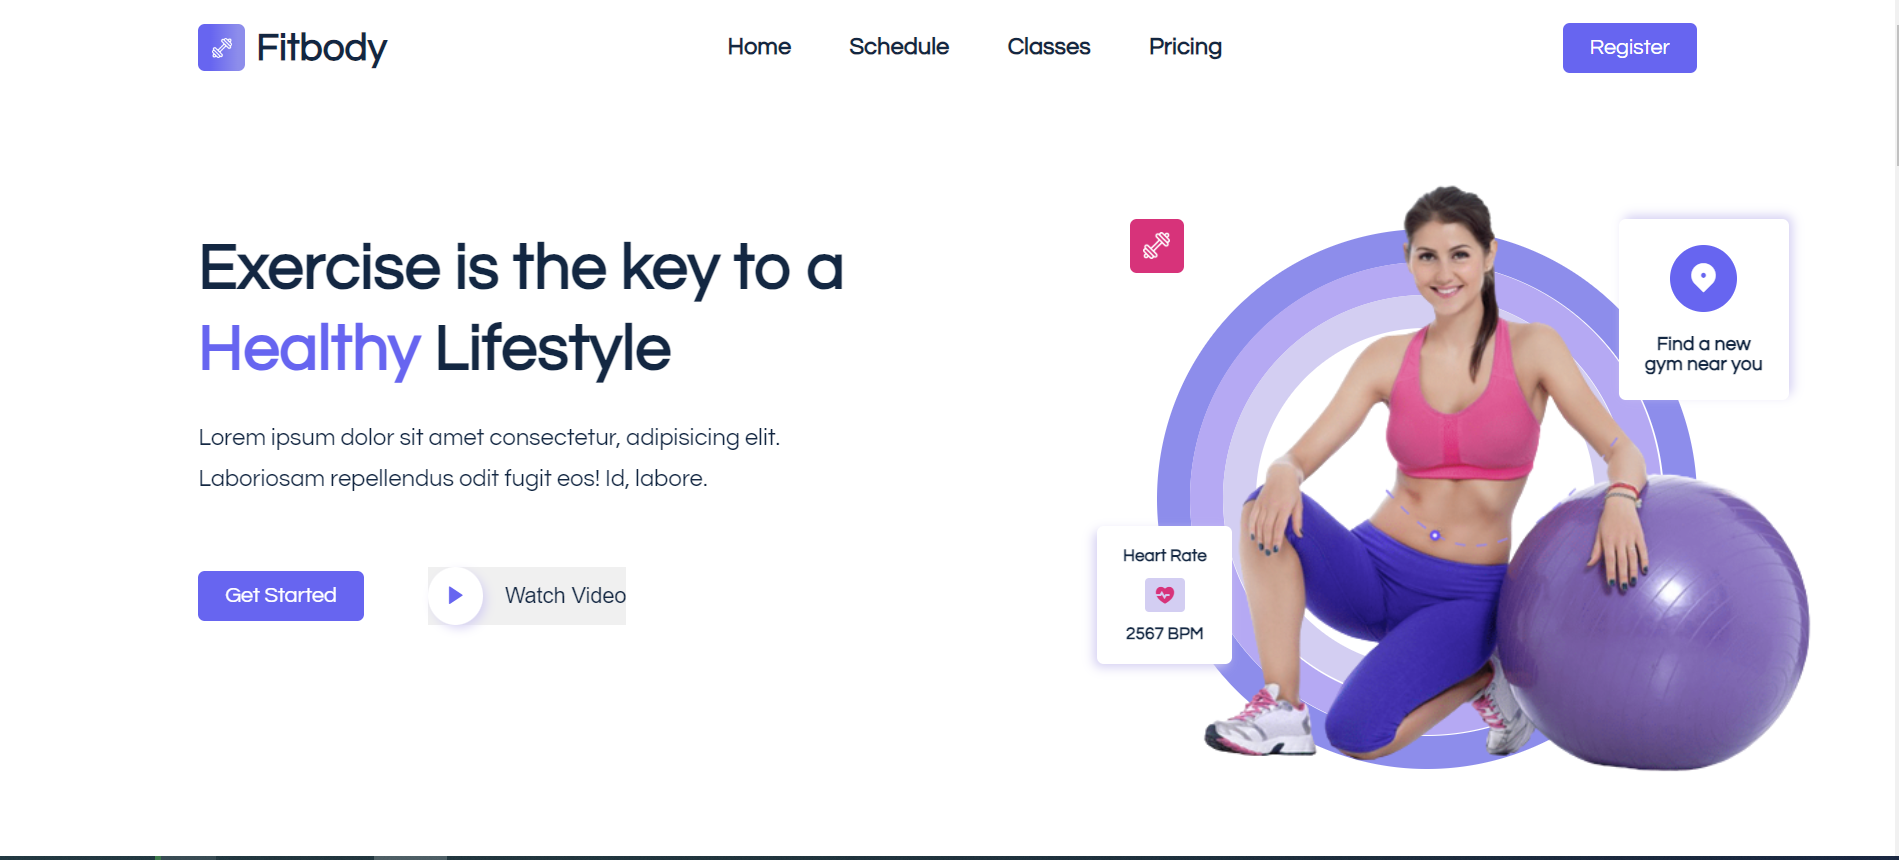 Fitbody
Home Schedule Classes Pricing
Register
Exercise is the key to a
Healthy Lifestyle
Lorem ipsum dolor sit amet consectetur, adipisicing elit.
Laboriosam repellendus odit fugit eos! Id, labore.
Get Started
Watch Video
Find a new
gym near you
Heart Rate
2567 BPM